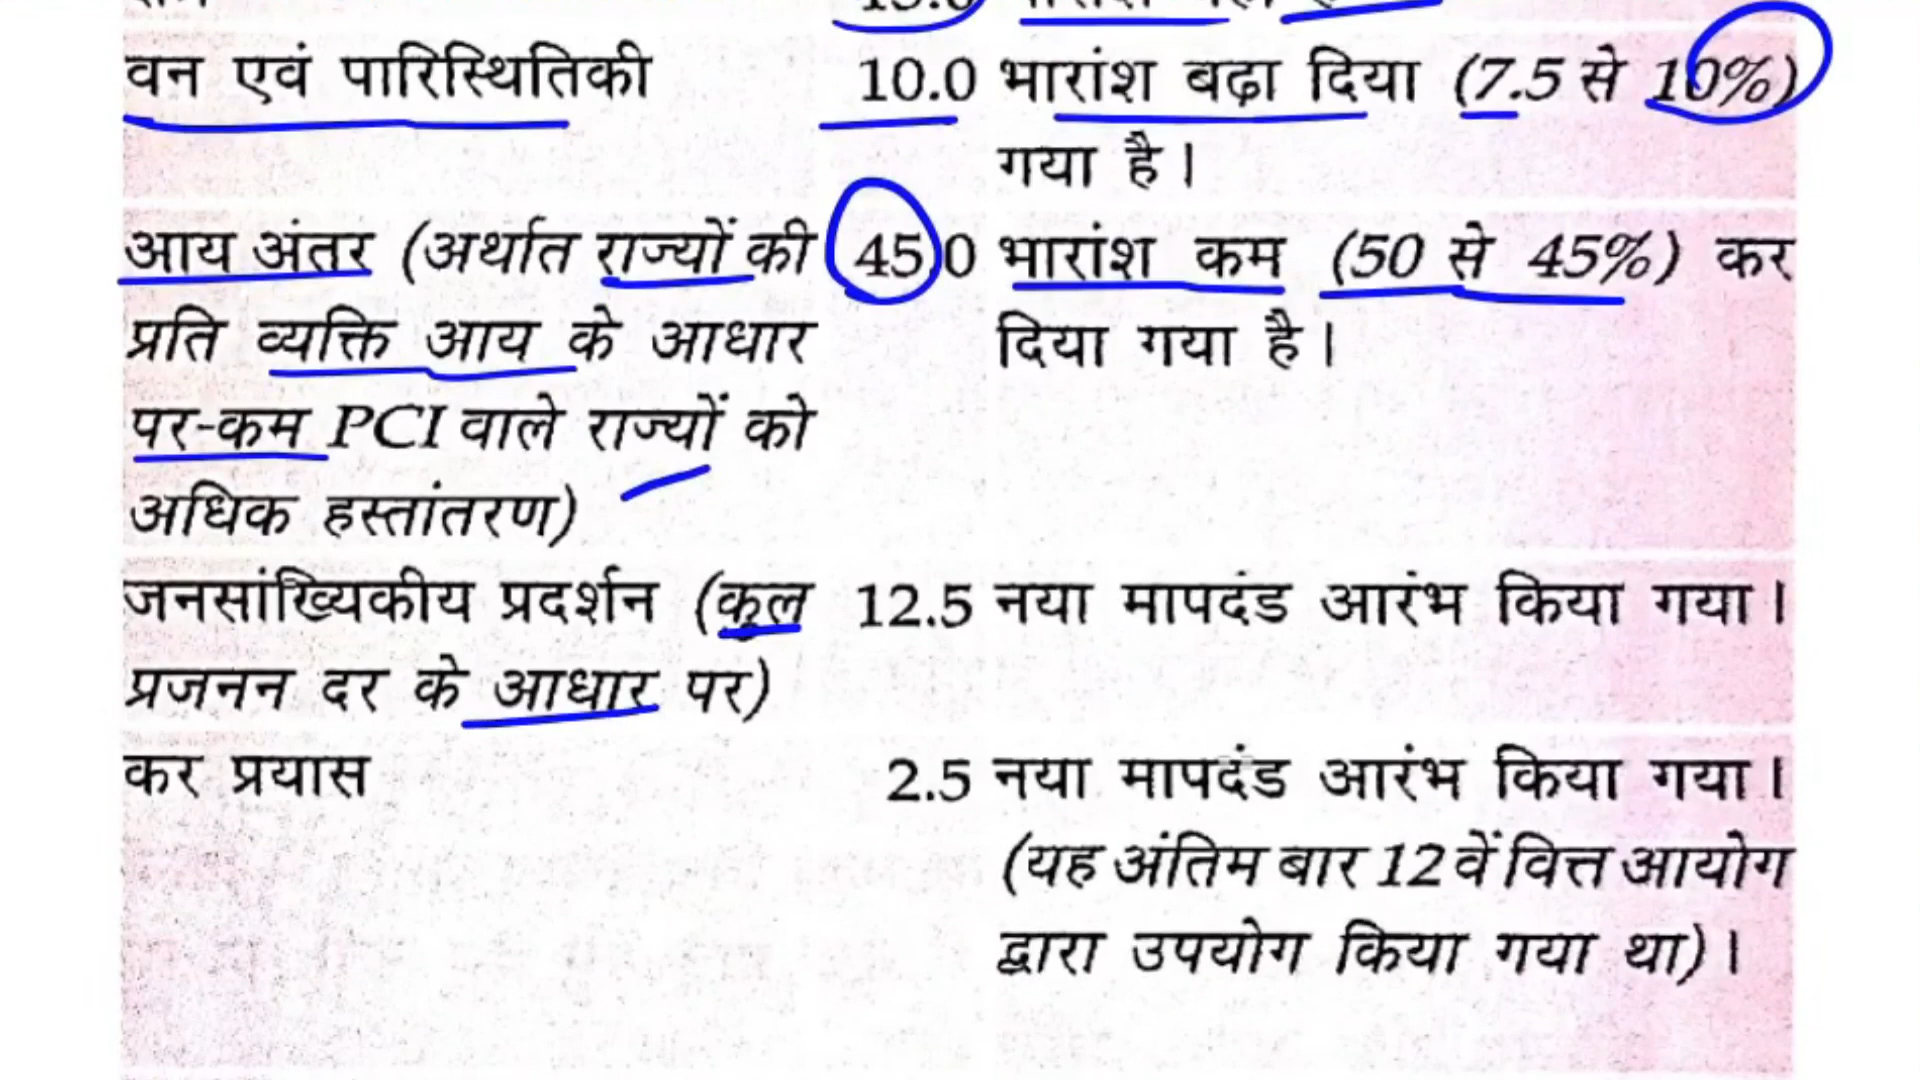 वन एवं पारिस्थितिकी 10.0 भारांश बढ़ा दिया (7.5 से 10%)
गया है।
आय अंतर (अर्थात राज्यों की 45.0 भारांश कम (50 से 45%) कर
प्रति व्यक्ति आय के आधार दिया गया है।
पर-कम PCI वाले राज्यों को
अधिक हस्तांतरण)
जनसांख्यिकीय प्रदर्शन (कुल 12.5 नया मापदंड आरंभ किया गया।
प्रजनन दर के आधार पर)
कर प्रयास 2.5 नया मापदंड आरंभ किया गया।
(यह अंतिम बार 12वें वित्त आयोग
द्वारा उपयोग किया गया था)।